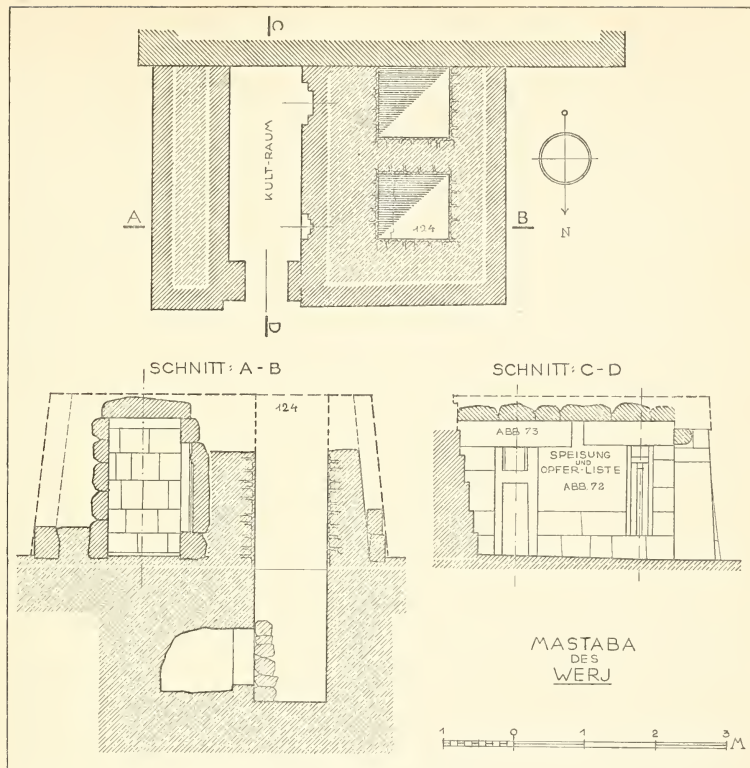 C
KULT-RAUM
A
B
124
N
D
SCHNITT: A-B
SCHNITT: C-D
124
ABB. 73
SPEISUNG
UND
OPFER-LISTE
ABB. 72
MASTABA
DES
WERJ
1 0 1 2 3 M